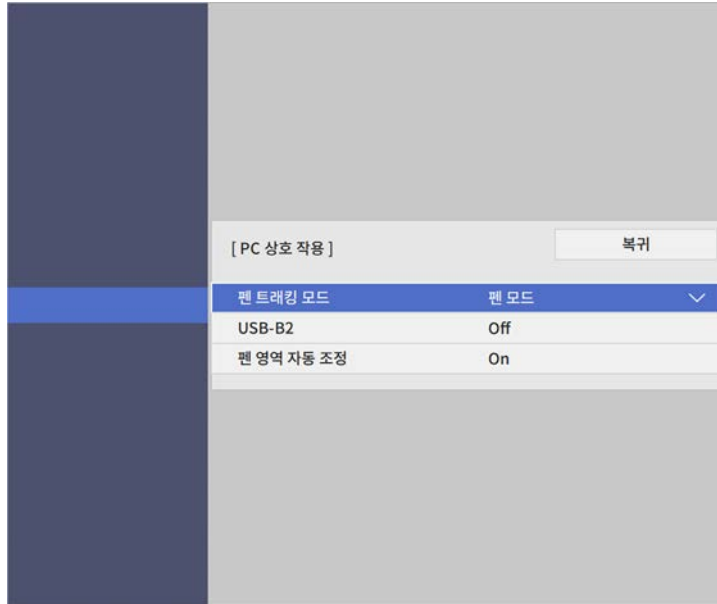 [ PC 상호 작용 ]
복귀
펜 트래킹 모드 펜 모드
USB-B2 Off
펜 영역 자동 조정 On